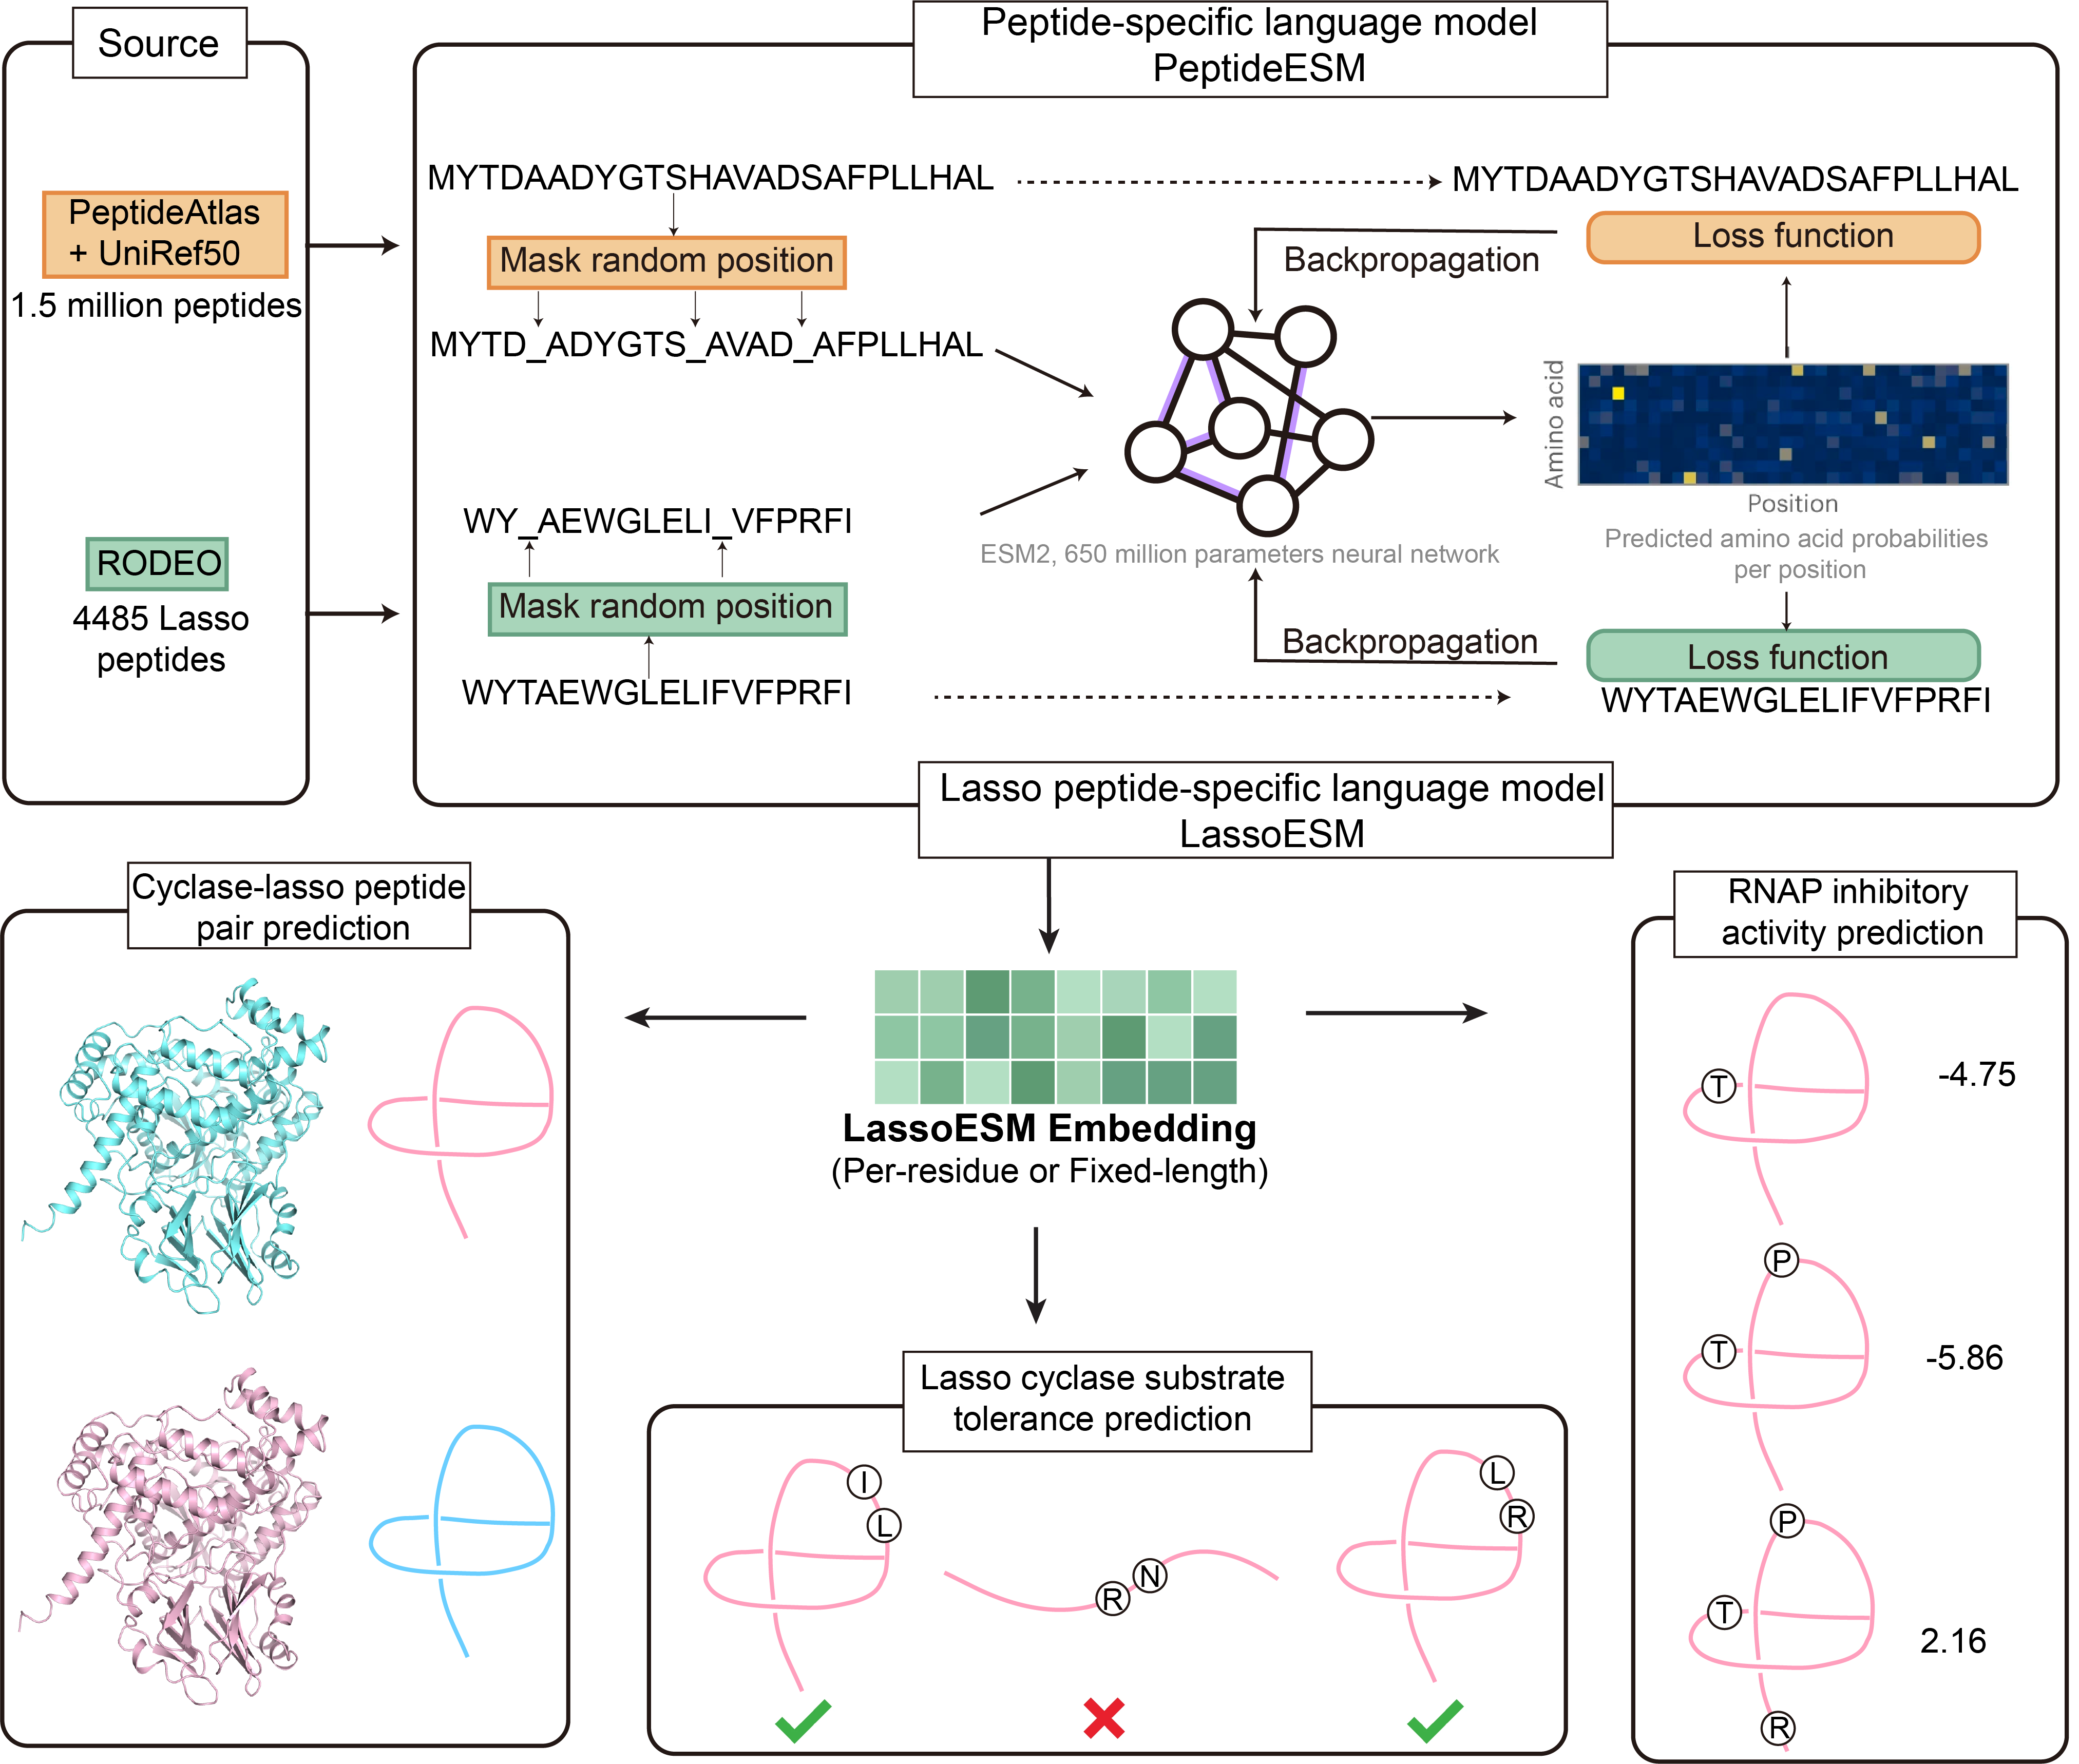 Source
PeptideAtlas
+ UniRef50
1.5 million peptides
RODEO
4485 Lasso
peptides
Peptide-specific language model
PeptideESM
MYTDAADYGTSHAVADSAFPLLHAL
MYTDAADYGTSHAVADSAFPLLHAL
Mask random position
MYTD_ADYGTS_AVAD_AFPLLHAL
Backpropagation
Loss function
Amino acid
Position
Predicted amino acid probabilities
per position
ESM2, 650 million parameters neural network
WY_AEWGLELI_VFPRFI
Mask random position
WYTAEWGLELIFVFPRFI
Backpropagation
Loss function
WYTAEWGLELIFVFPRFI
Lasso peptide-specific language model
LassoESM
Cyclase-lasso peptide
pair prediction
LassoESM Embedding
(Per-residue or Fixed-length)
Lasso cyclase substrate
tolerance prediction
I
L
R
N
L
R
RNAP inhibitory
activity prediction
T
-4.75
P
T
-5.86
P
T
2.16
R